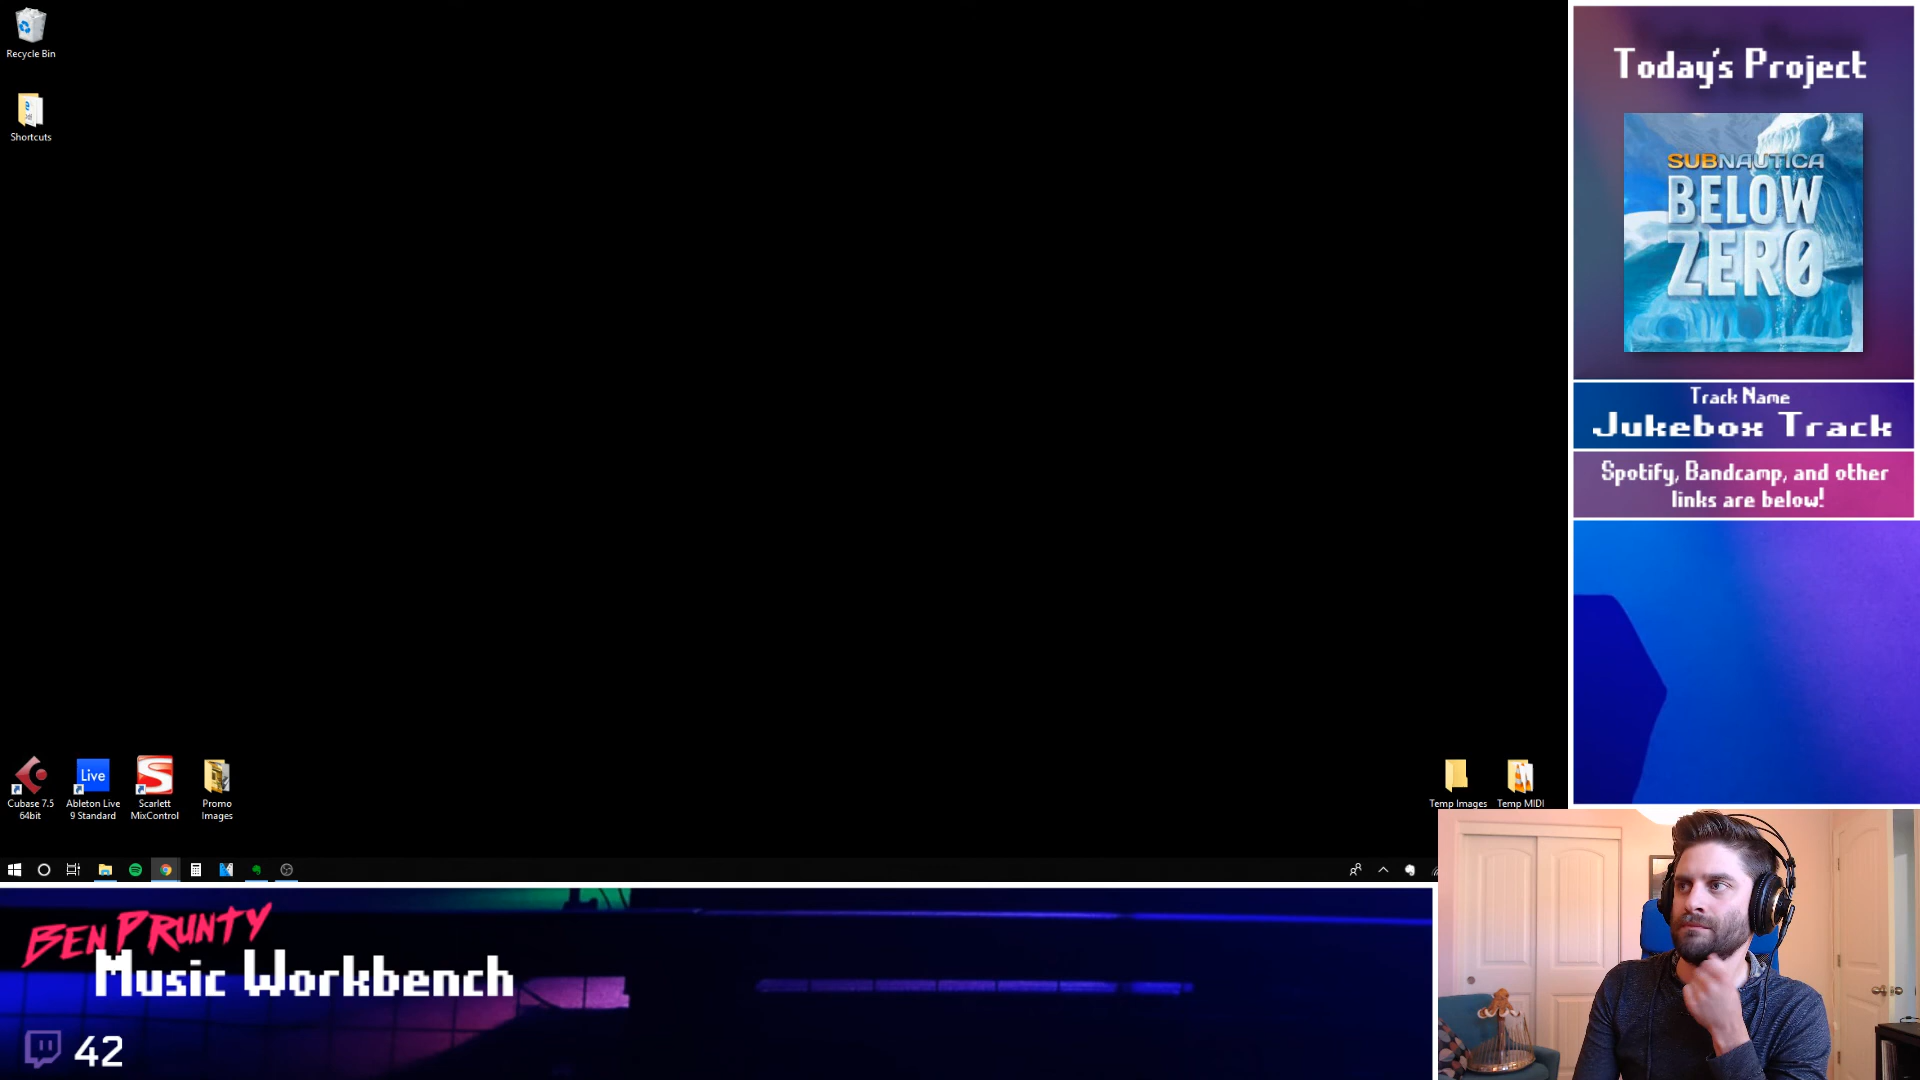 Recycle Bin
Shortcuts
Today's Project
SUBNAUTICA
BELOW
ZERO
Track Name
Jukebox Track
Spotify, Bandcamp, and other
links are below!
Live
Cubase 7.5
64bit
Ableton Live
9 Standard
Scarlett
MixControl
Promo
Images
Temp Images
Temp MIDI
BEN PRUNTY
Music Workbench
42